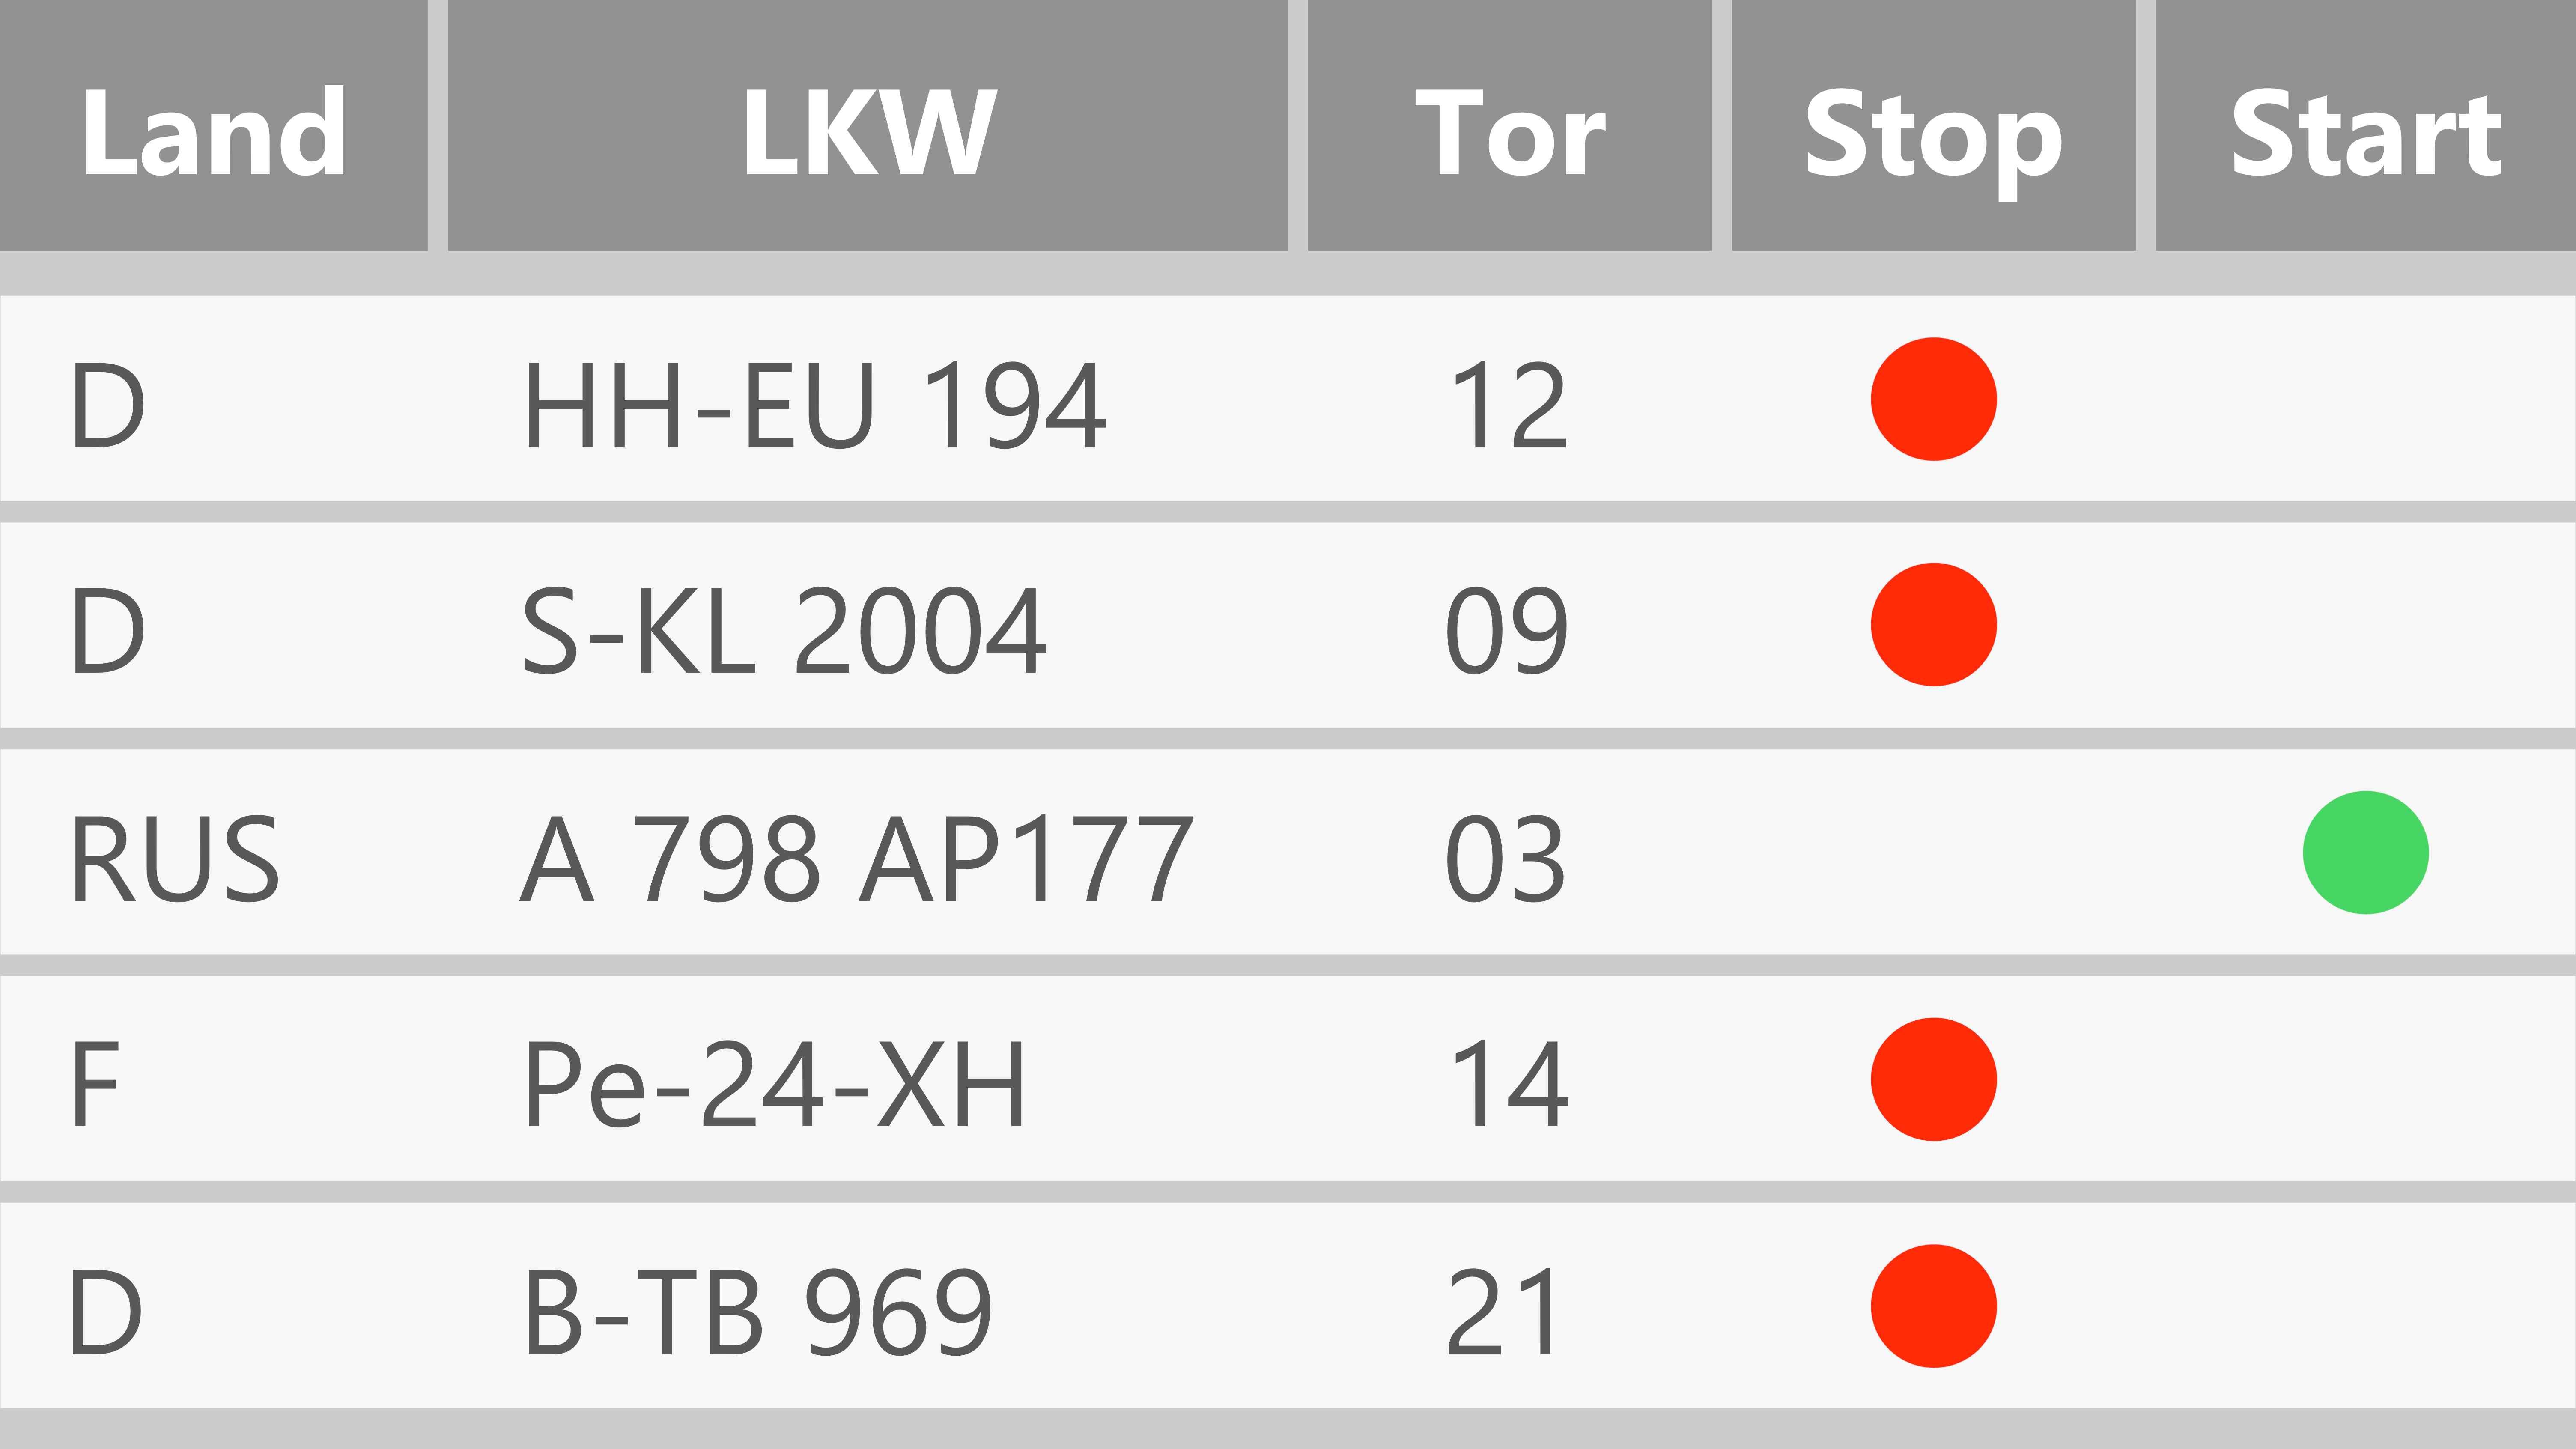 Land LKW Tor Stop Start
D HH-EU 194 12
D S-KL 2004 09
RUS A 798 AP177 03
F Pe-24-XH 14
D B-TB 969 21